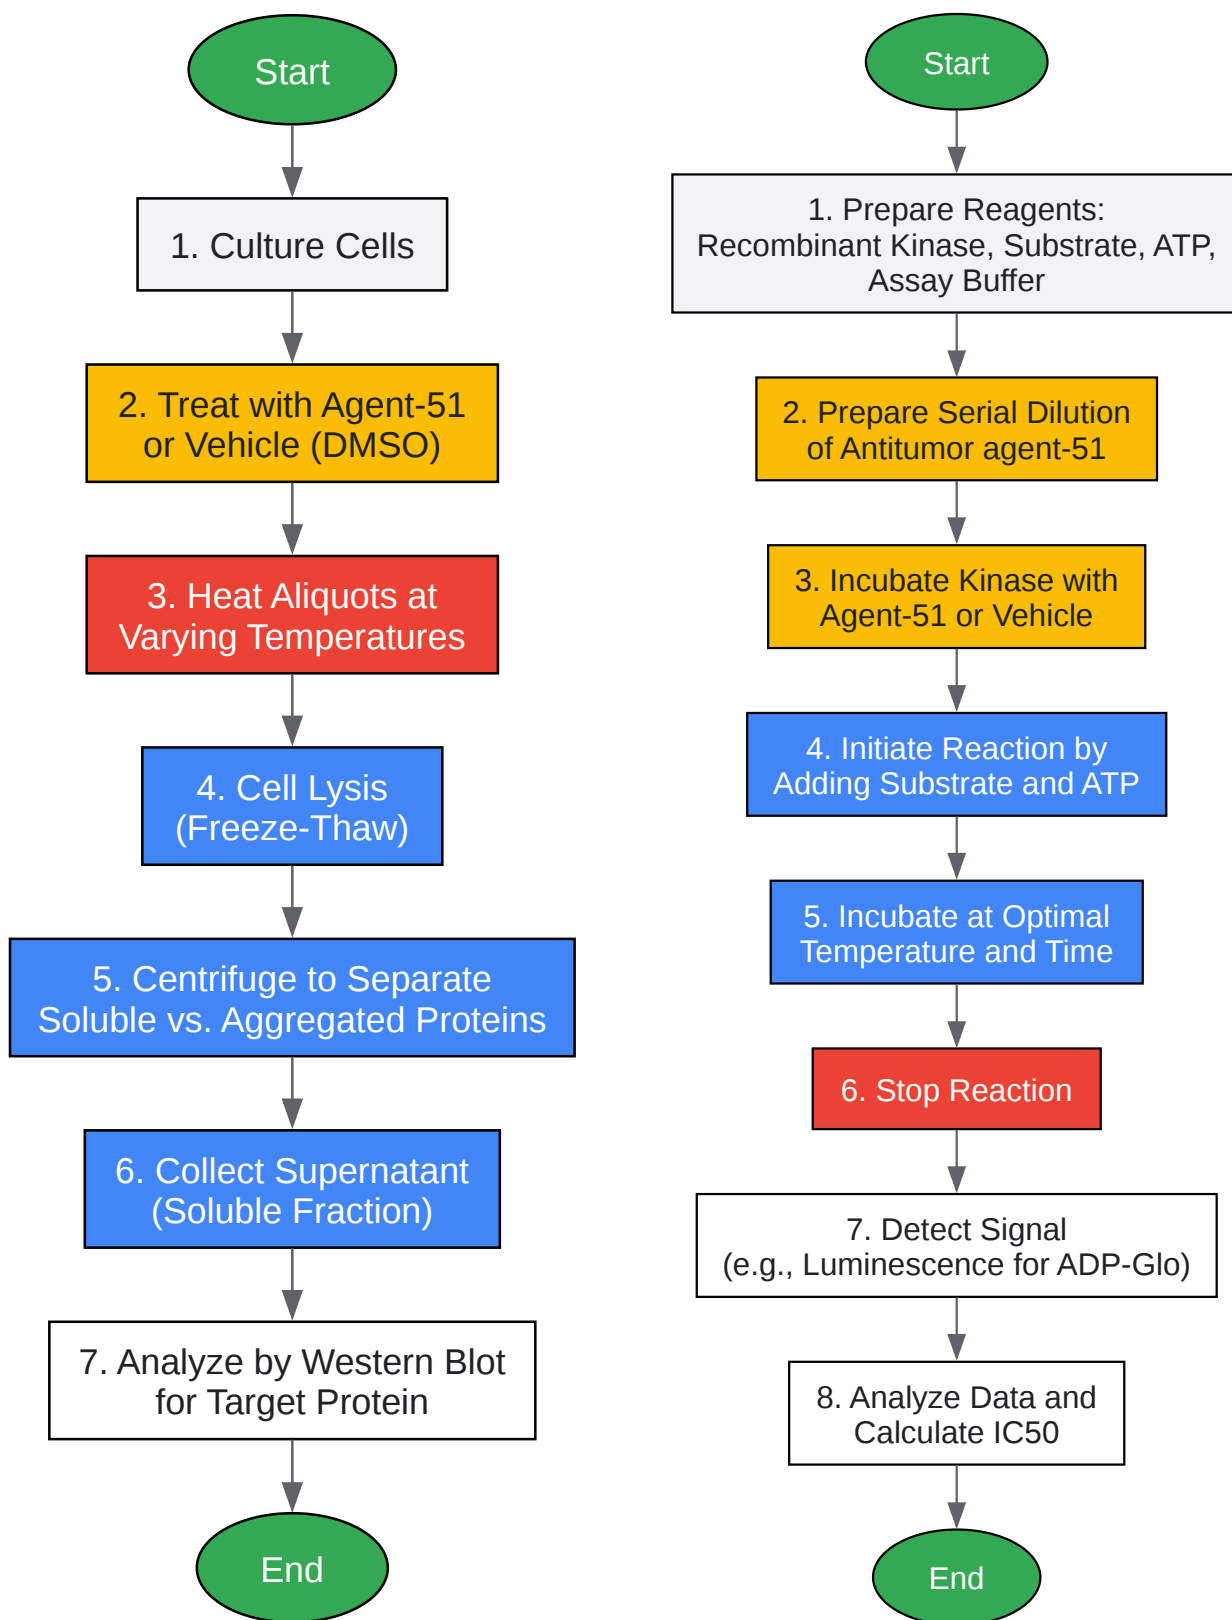 Start
1. Culture Cells
2. Treat with Agent-51
or Vehicle (DMSO)
3. Heat Aliquots at
Varying Temperatures
4. Cell Lysis
(Freeze-Thaw)
5. Centrifuge to Separate
Soluble vs. Aggregated Proteins
6. Collect Supernatant
(Soluble Fraction)
7. Analyze by Western Blot
for Target Protein
End
Start
1. Prepare Reagents:
Recombinant Kinase, Substrate, ATP,
Assay Buffer
2. Prepare Serial Dilution
of Antitumor agent-51
3. Incubate Kinase with
Agent-51 or Vehicle
4. Initiate Reaction by
Adding Substrate and ATP
5. Incubate at Optimal
Temperature and Time
6. Stop Reaction
7. Detect Signal
(e.g., Luminescence for ADP-Glo)
8. Analyze Data and
Calculate IC50
End